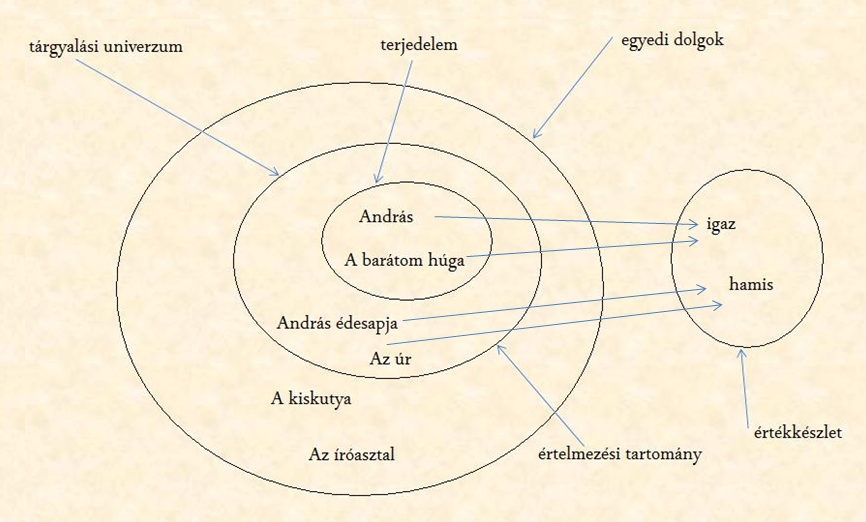 egyedi dolgok
tárgyalási univerzum
terjedelem
András
igaz
A barátom húga
hamis
András édesapja
Az úr
A kiskutya
értékkészlet
Az íróasztal
értelmezési tartomány